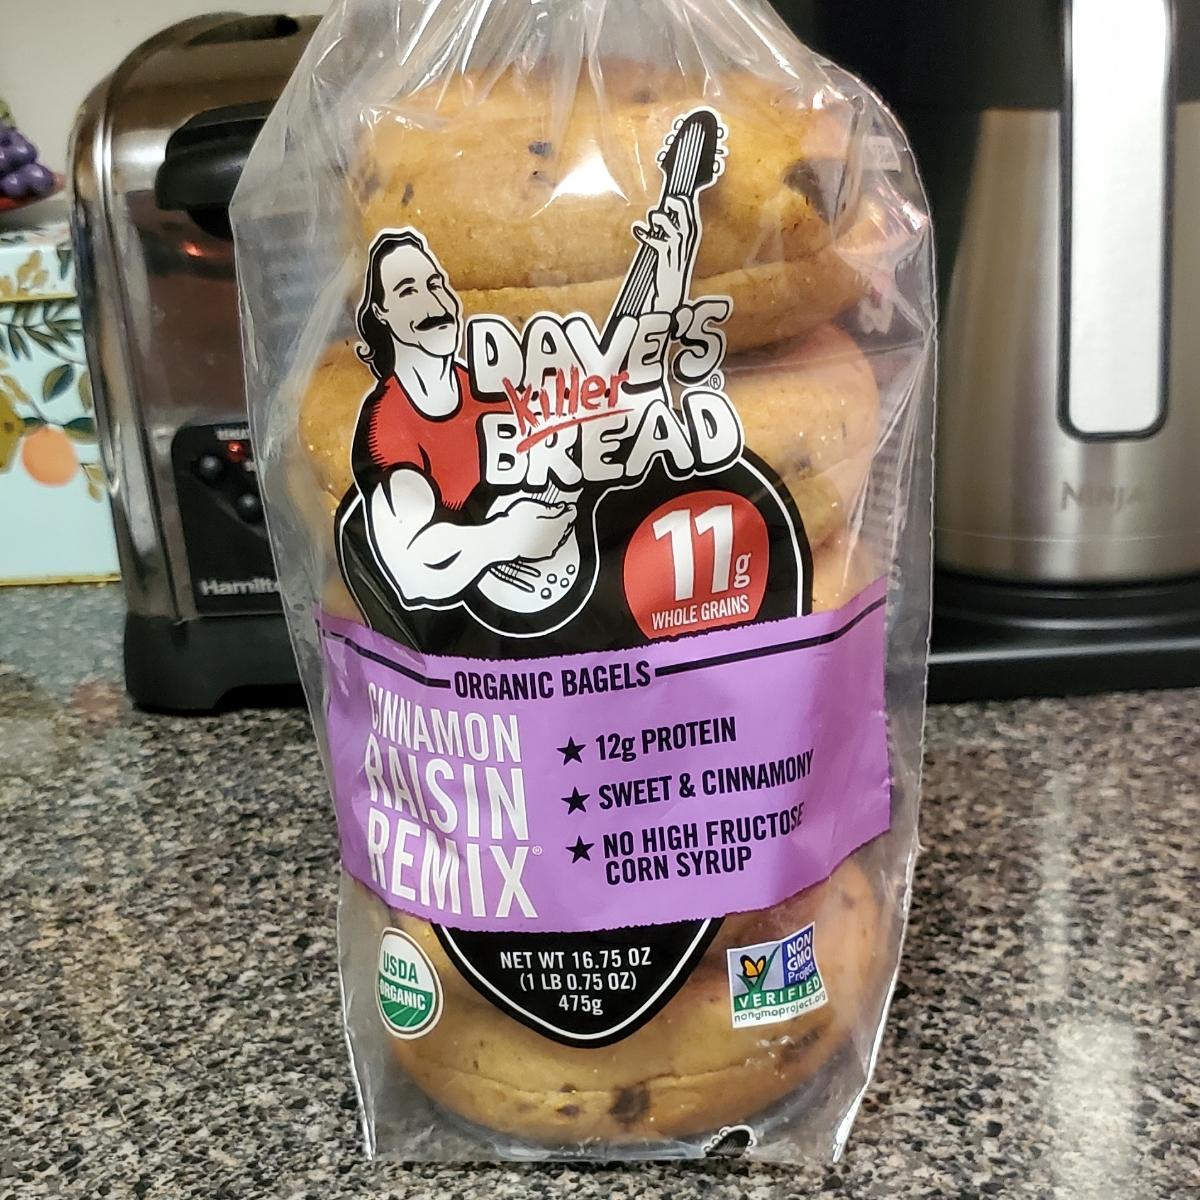 DAVE'S
killer
BREAD®
11g
WHOLE GRAINS
ORGANIC BAGELS
CINNAMON
RAISIN
REMIX®
★ 12g PROTEIN
★ SWEET & CINNAMONY
★ NO HIGH FRUCTOSE
CORN SYRUP
USDA
ORGANIC
NET WT 16.75 OZ
(1 LB 0.75 OZ)
475g
NON
GMO
Project
VERIFIED
nongmoproject.org
Hamilto
NINJA